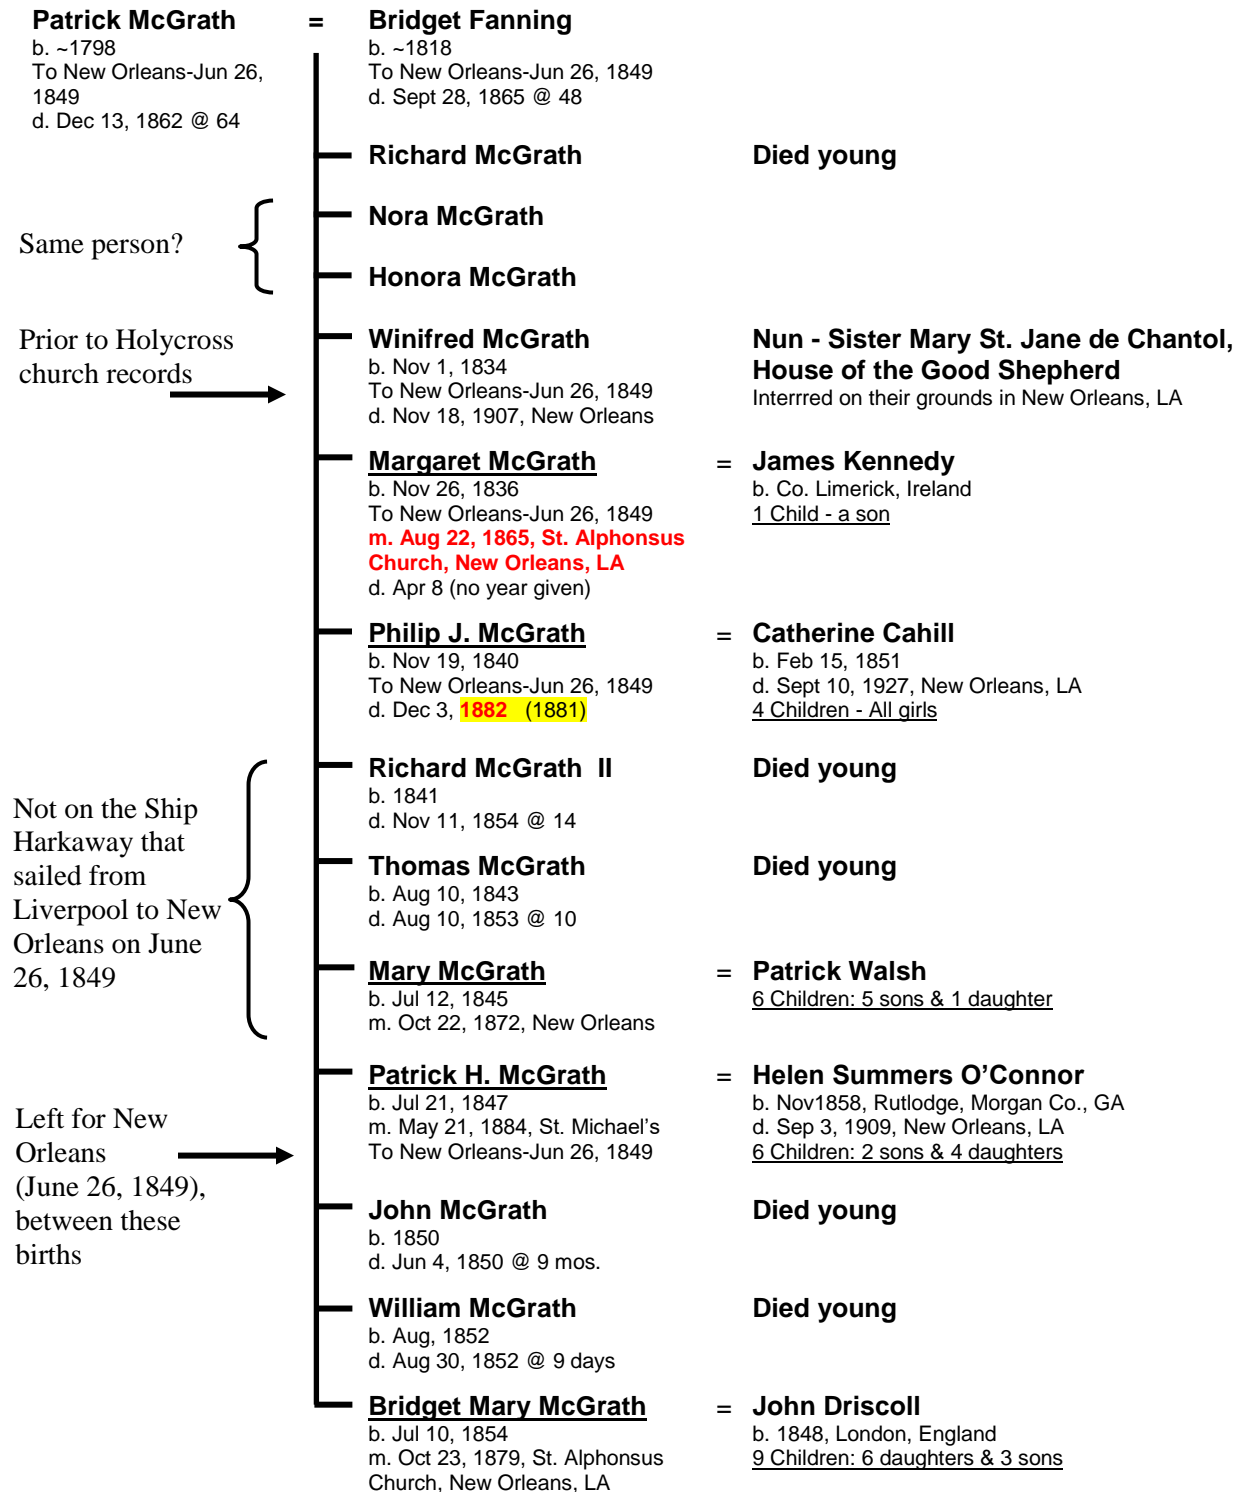 Patrick McGrath = Bridget Fanning
b. ~1798
To New Orleans-Jun 26,
1849
d. Dec 13, 1862 @ 64
b. ~1818
To New Orleans-Jun 26, 1849
d. Sept 28, 1865 @ 48
Richard McGrath Died young
Same person?
Nora McGrath
Honora McGrath
Prior to Holycross
church records
Winifred McGrath
b. Nov 1, 1834
To New Orleans-Jun 26, 1849
d. Nov 18, 1907, New Orleans
Nun - Sister Mary St. Jane de Chantol,
House of the Good Shepherd
Interrred on their grounds in New Orleans, LA
Margaret McGrath = James Kennedy
b. Nov 26, 1836
To New Orleans-Jun 26, 1849
m. Aug 22, 1865, St. Alphonsus
Church, New Orleans, LA
d. Apr 8 (no year given)
b. Co. Limerick, Ireland
1 Child - a son
Philip J. McGrath = Catherine Cahill
b. Nov 19, 1840
To New Orleans-Jun 26, 1849
d. Dec 3, 1882 (1881)
b. Feb 15, 1851
d. Sept 10, 1927, New Orleans, LA
4 Children - All girls
Not on the Ship
Harkaway that
sailed from
Liverpool to New
Orleans on June
26, 1849
Richard McGrath II Died young
b. 1841
d. Nov 11, 1854 @ 14
Thomas McGrath Died young
b. Aug 10, 1843
d. Aug 10, 1853 @ 10
Mary McGrath = Patrick Walsh
b. Jul 12, 1845
m. Oct 22, 1872, New Orleans
6 Children: 5 sons & 1 daughter
Patrick H. McGrath = Helen Summers O’Connor
b. Jul 21, 1847
m. May 21, 1884, St. Michael’s
To New Orleans-Jun 26, 1849
b. Nov1858, Rutlodge, Morgan Co., GA
d. Sep 3, 1909, New Orleans, LA
6 Children: 2 sons & 4 daughters
Left for New
Orleans
(June 26, 1849),
between these
births
John McGrath Died young
b. 1850
d. Jun 4, 1850 @ 9 mos.
William McGrath Died young
b. Aug, 1852
d. Aug 30, 1852 @ 9 days
Bridget Mary McGrath = John Driscoll
b. Jul 10, 1854
m. Oct 23, 1879, St. Alphonsus
Church, New Orleans, LA
b. 1848, London, England
9 Children: 6 daughters & 3 sons